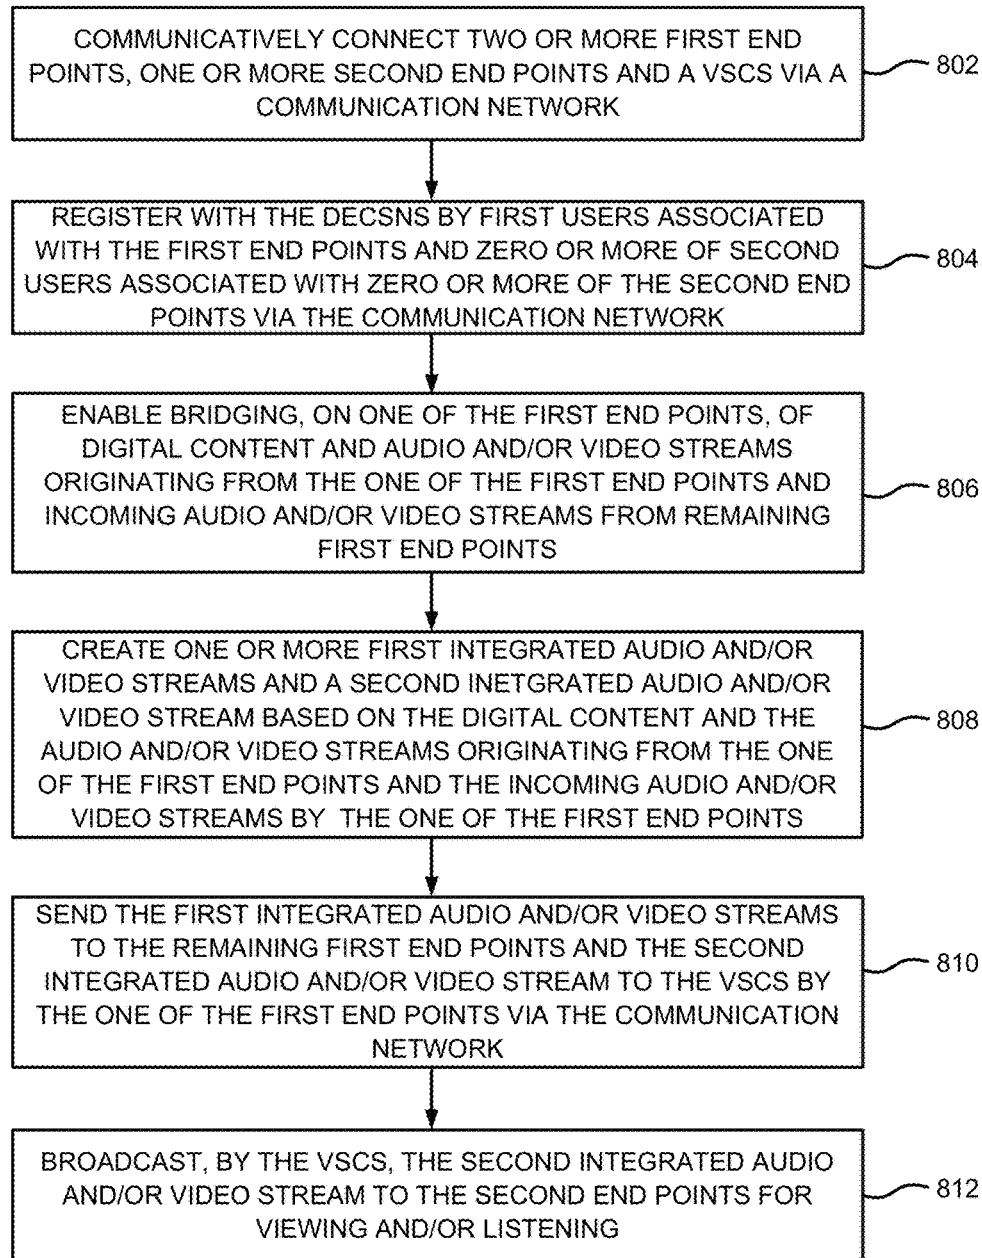 COMMUNICATIVELY CONNECT TWO OR MORE FIRST END
POINTS, ONE OR MORE SECOND END POINTS AND A VSCS VIA A
COMMUNICATION NETWORK
802
REGISTER WITH THE DECSNS BY FIRST USERS ASSOCIATED
WITH THE FIRST END POINTS AND ZERO OR MORE OF SECOND
USERS ASSOCIATED WITH ZERO OR MORE OF THE SECOND END
POINTS VIA THE COMMUNICATION NETWORK
804
ENABLE BRIDGING, ON ONE OF THE FIRST END POINTS, OF
DIGITAL CONTENT AND AUDIO AND/OR VIDEO STREAMS
ORIGINATING FROM THE ONE OF THE FIRST END POINTS AND
INCOMING AUDIO AND/OR VIDEO STREAMS FROM REMAINING
FIRST END POINTS
806
CREATE ONE OR MORE FIRST INTEGRATED AUDIO AND/OR
VIDEO STREAMS AND A SECOND INETGRATED AUDIO AND/OR
VIDEO STREAM BASED ON THE DIGITAL CONTENT AND THE
AUDIO AND/OR VIDEO STREAMS ORIGINATING FROM THE ONE
OF THE FIRST END POINTS AND THE INCOMING AUDIO AND/OR
VIDEO STREAMS BY THE ONE OF THE FIRST END POINTS
808
SEND THE FIRST INTEGRATED AUDIO AND/OR VIDEO STREAMS
TO THE REMAINING FIRST END POINTS AND THE SECOND
INTEGRATED AUDIO AND/OR VIDEO STREAM TO THE VSCS BY
THE ONE OF THE FIRST END POINTS VIA THE COMMUNICATION
NETWORK
810
BROADCAST, BY THE VSCS, THE SECOND INTEGRATED AUDIO
AND/OR VIDEO STREAM TO THE SECOND END POINTS FOR
VIEWING AND/OR LISTENING
812